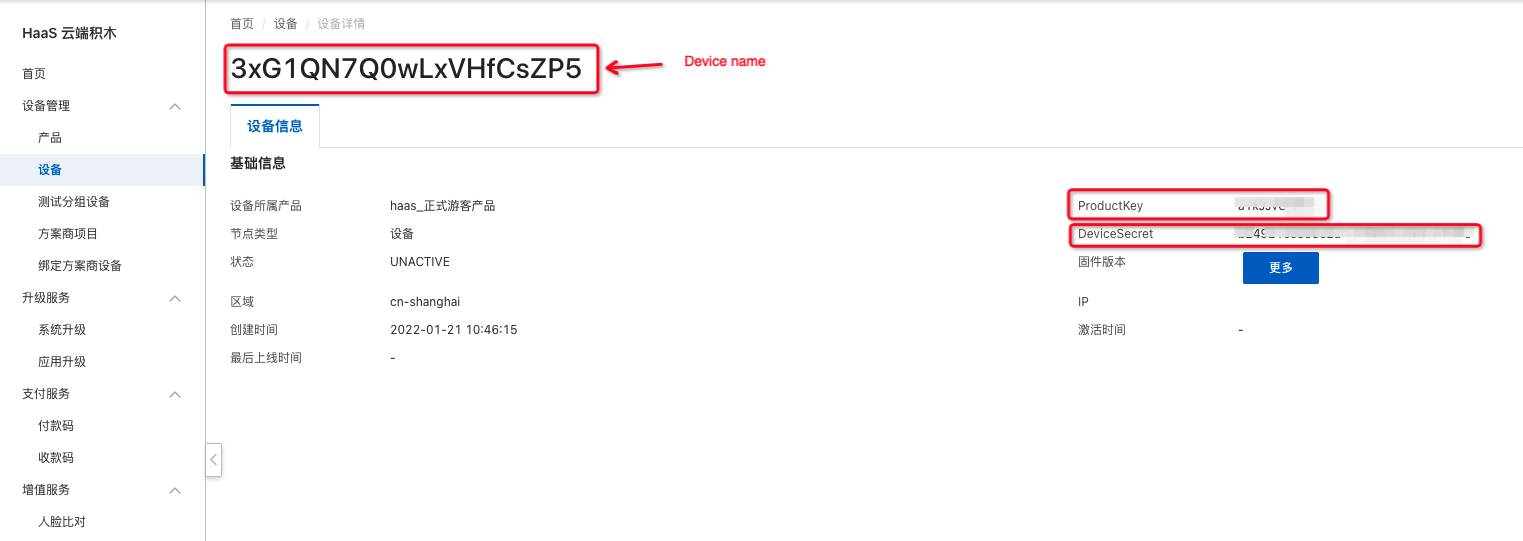 HaaS 云端积木
首页
设备管理
产品
设备
测试分组设备
方案商项目
绑定方案商设备
升级服务
系统升级
应用升级
支付服务
付款码
收款码
增值服务
人脸比对
首页 / 设备 / 设备详情
3xG1QN7Q0wLxVHfCsZP5
Device name
设备信息
基础信息
设备所属产品 haas_正式游客产品 ProductKey
节点类型 设备 DeviceSecret
状态 UNACTIVE 固件版本 更多
区域 cn-shanghai IP
创建时间 2022-01-21 10:46:15 激活时间 -
最后上线时间 -